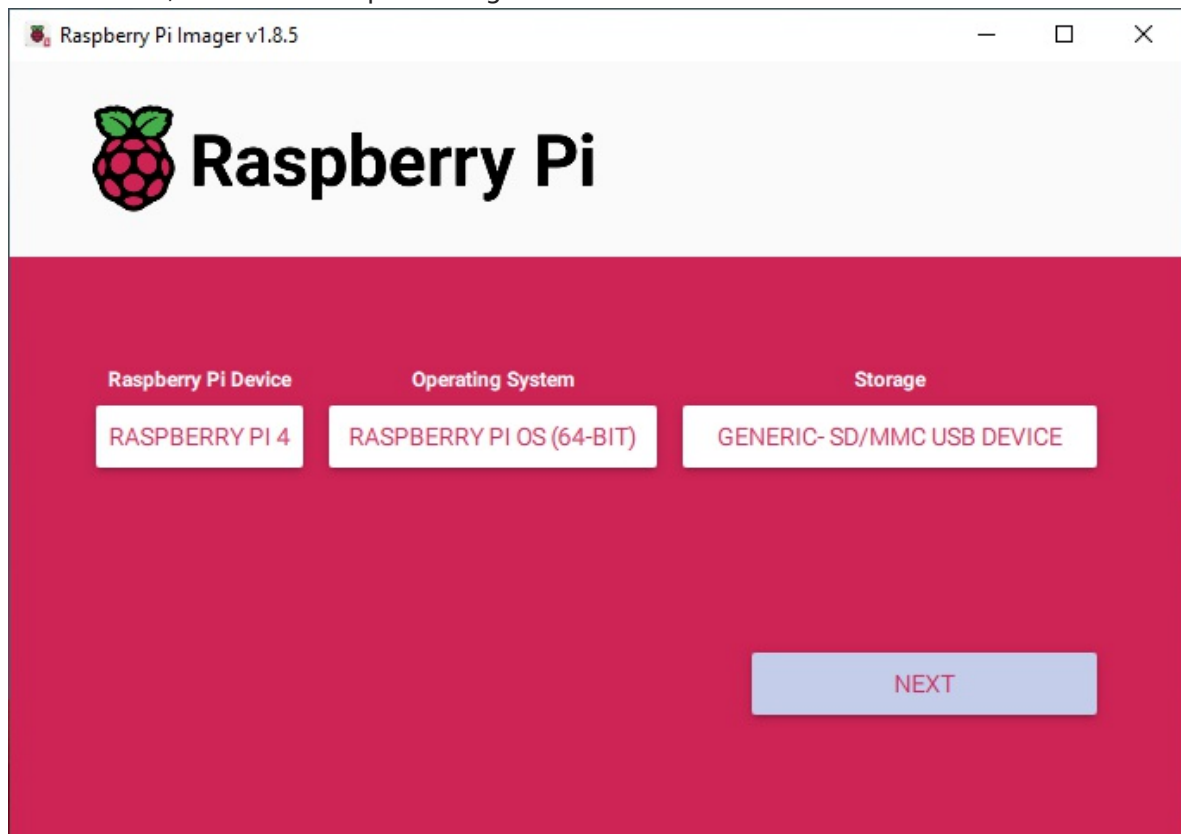 Raspberry Pi Imager v1.8.5
Raspberry Pi
Raspberry Pi Device Operating System Storage
RASPBERRY PI 4 RASPBERRY PI OS (64-BIT) GENERIC- SD/MMC USB DEVICE
NEXT